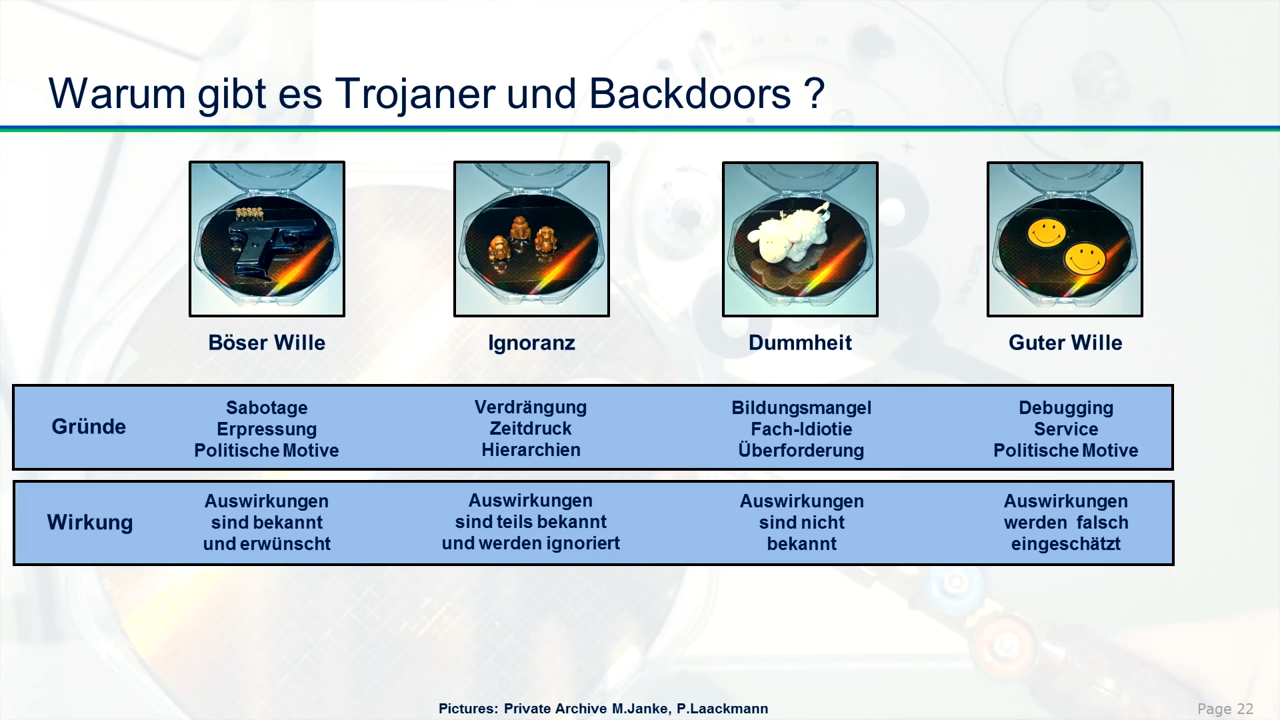 Warum gibt es Trojaner und Backdoors ?
Böser Wille
Ignoranz
Dummheit
Guter Wille
Gründe
Sabotage
Erpressung
Politische Motive
Verdrängung
Zeitdruck
Hierarchien
Bildungsmangel
Fach-Idiotie
Überforderung
Debugging
Service
Politische Motive
Wirkung
Auswirkungen
sind bekannt
und erwünscht
Auswirkungen
sind teils bekannt
und werden ignoriert
Auswirkungen
sind nicht
bekannt
Auswirkungen
werden falsch
eingeschätzt
Pictures: Private Archive M.Janke, P.Laackmann
Page 22